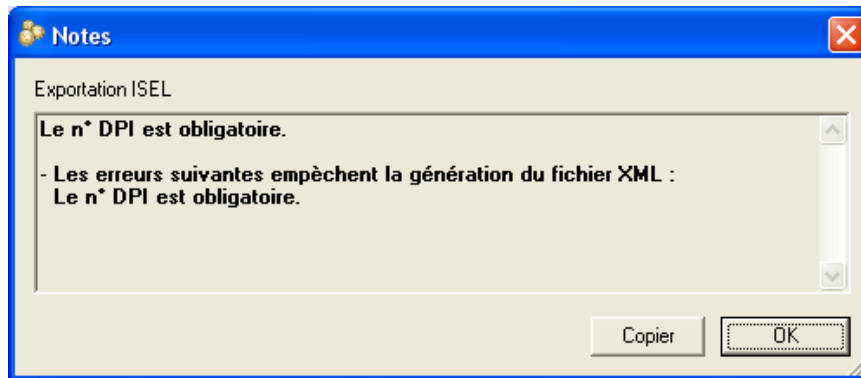 Notes
Exportation ISEL
Le n° DPI est obligatoire.
- Les erreurs suivantes empèchent la génération du fichier XML :
Le n° DPI est obligatoire.
Copier
OK